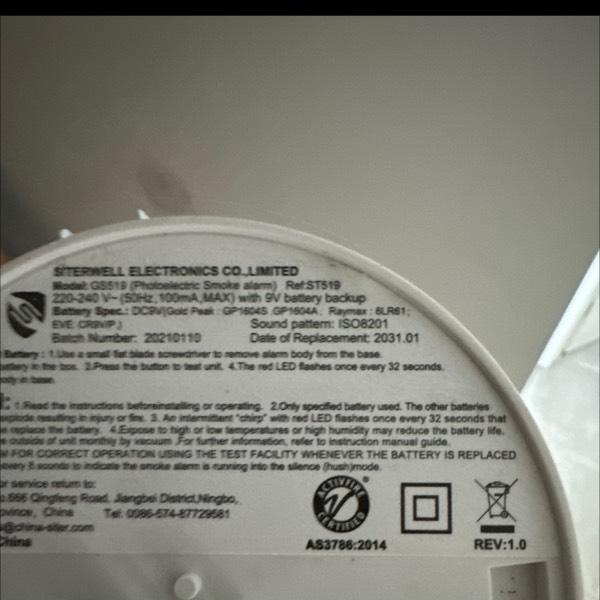 SITERWELL ELECTRONICS CO.,LIMITED
Model: GS519 (Photoelectric Smoke alarm) Ref:ST519
220-240 V~ (50Hz,100mA,MAX) with 9V battery backup
Battery Spec.: DC9V(Gold Peak : GP1604S ,GP1604A Raymax : 6LR61;
EVE: CR9V/P,) Sound pattern: ISO8201
Batch Number: 20210110 Date of Replacement: 2031.01
Battery : 1.Use a small flat blade screwdriver to remove alarm body from the base.
battery in the box. 3.Press the button to test unit. 4.The red LED flashes once every 32 seconds.
body in base.
1.Read the instructions beforeinstalling or operating. 2.Only specified battery used. The other batteries
explode resulting in injury or fire. 3. An intermittent "chirp" with red LED flashes once every 32 seconds that
replace the battery. 4.Expose to high or low temperatures or high humidity may reduce the battery life.
outside of unit monthly by vacuum .For further information, refer to instruction manual guide.
FOR CORRECT OPERATION USING THE TEST FACILITY WHENEVER THE BATTERY IS REPLACED
every 8 seconds to indicate the smoke alarm is running into the silence (hush)mode.
service return to:
.666 Qingfeng Road, Jiangbei District,Ningbo,
China Tel: 0086-574-87729581
@china-siter.com
China
ACTIVFIRE
CERTIFIED
AS3786:2014
REV:1.0